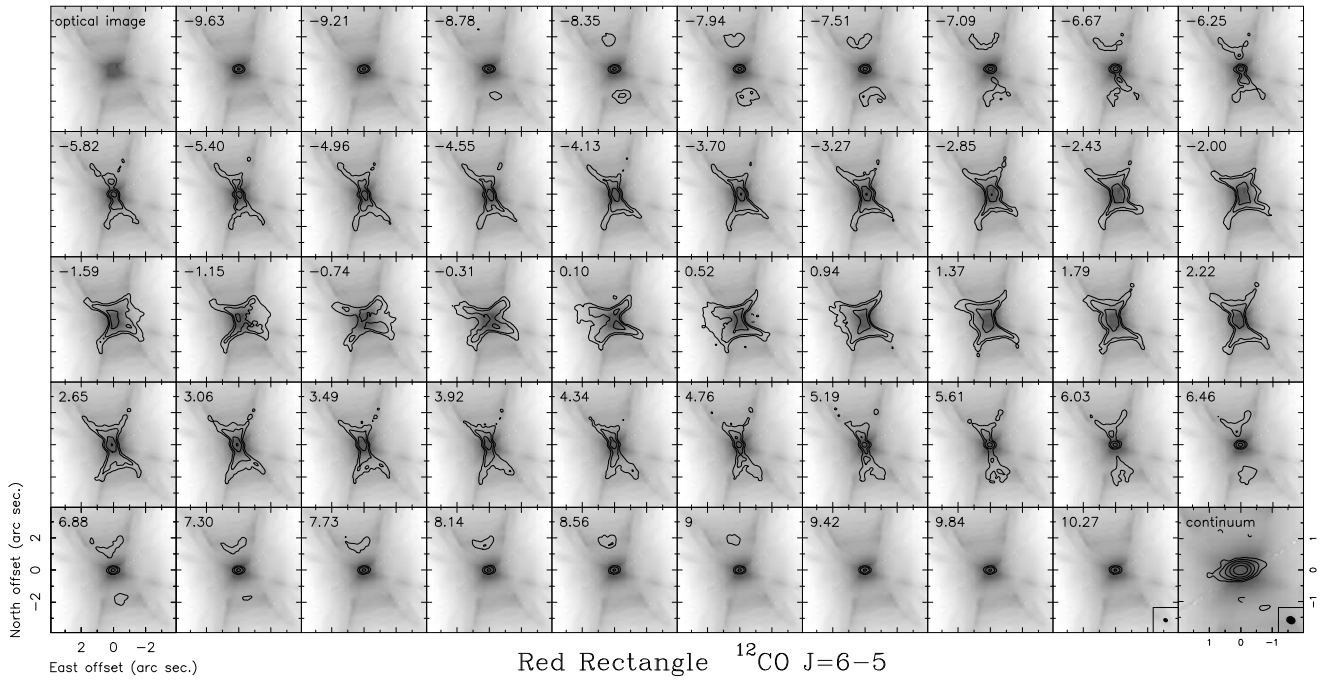 optical image −9.63 −9.21 −8.78 −8.35 −7.94 −7.51 −7.09 −6.67 −6.25
−5.82 −5.40 −4.96 −4.55 −4.13 −3.70 −3.27 −2.85 −2.43 −2.00
−1.59 −1.15 −0.74 −0.31 0.10 0.52 0.94 1.37 1.79 2.22
2.65 3.06 3.49 3.92 4.34 4.76 5.19 5.61 6.03 6.46
6.88 7.30 7.73 8.14 8.56 9 9.42 9.84 10.27 continuum
North offset (arc sec.)
2
0
−2
1
0
−1
2 0 −2
1 0 −1
East offset (arc sec.)
Red Rectangle ¹²CO J=6−5